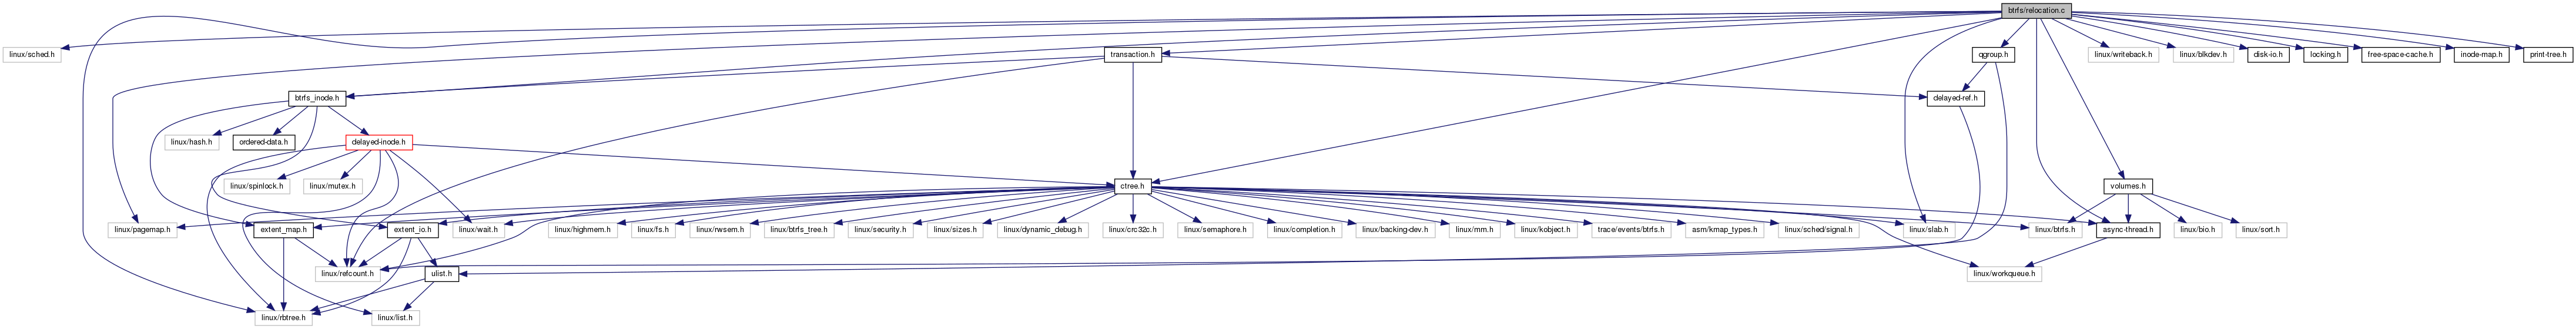 btrfs/relocation.c
linux/sched.h
transaction.h
qgroup.h
linux/writeback.h
linux/blkdev.h
disk-io.h
locking.h
free-space-cache.h
inode-map.h
print-tree.h
btrfs_inode.h
delayed-ref.h
linux/hash.h
ordered-data.h
delayed-inode.h
linux/spinlock.h
linux/mutex.h
ctree.h
volumes.h
linux/pagemap.h
extent_map.h
extent_io.h
linux/wait.h
linux/highmem.h
linux/fs.h
linux/rwsem.h
linux/btrfs_tree.h
linux/security.h
linux/sizes.h
linux/dynamic_debug.h
linux/crc32c.h
linux/semaphore.h
linux/completion.h
linux/backing-dev.h
linux/mm.h
linux/kobject.h
trace/events/btrfs.h
asm/kmap_types.h
linux/sched/signal.h
linux/slab.h
linux/btrfs.h
async-thread.h
linux/bio.h
linux/sort.h
linux/refcount.h
ulist.h
linux/workqueue.h
linux/rbtree.h
linux/list.h